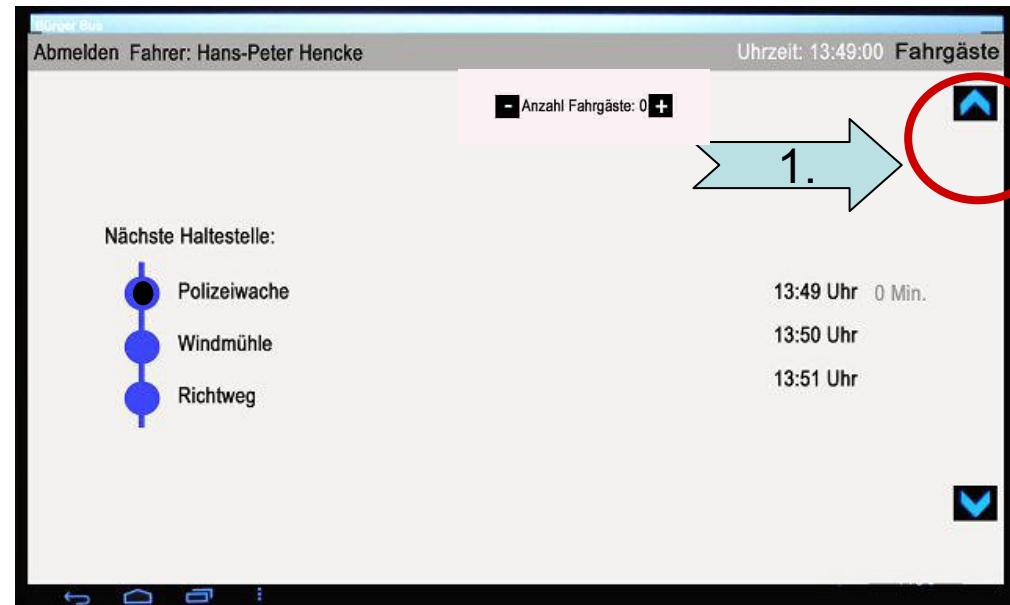 Bürger Bus
Abmelden Fahrer: Hans-Peter Hencke Uhrzeit: 13:49:00 Fahrgäste
- Anzahl Fahrgäste: 0 +
1.
Nächste Haltestelle:
Polizeiwache 13:49 Uhr 0 Min.
Windmühle 13:50 Uhr
Richtweg 13:51 Uhr